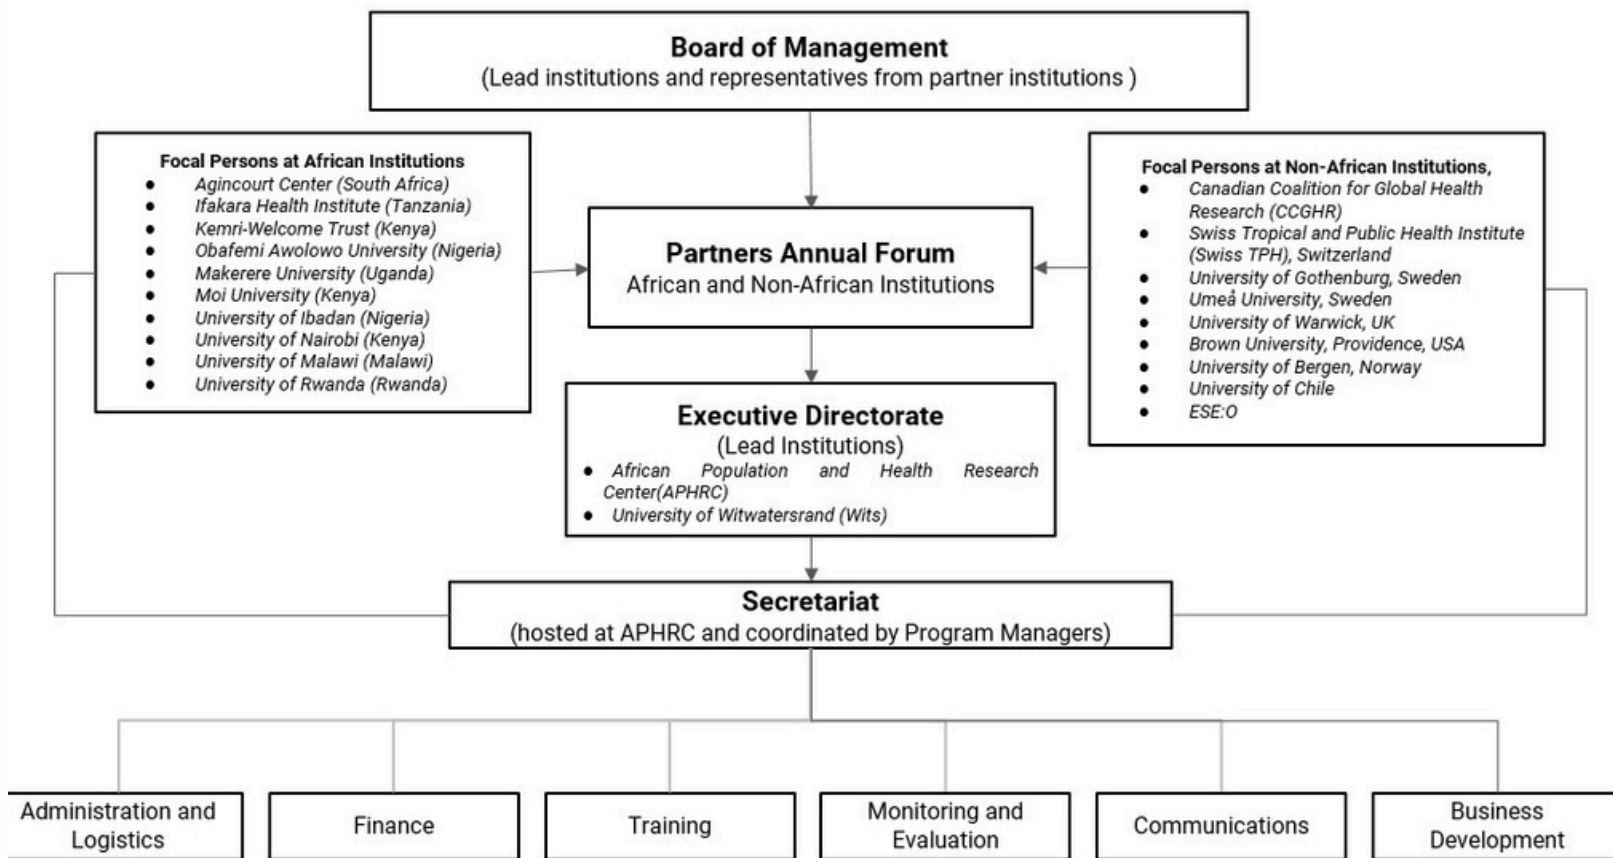 Board of Management
(Lead institutions and representatives from partner institutions )
Focal Persons at African Institutions
● Agincourt Center (South Africa)
● Ifakara Health Institute (Tanzania)
● Kemri-Welcome Trust (Kenya)
● Obafemi Awolowo University (Nigeria)
● Makerere University (Uganda)
● Moi University (Kenya)
● University of Ibadan (Nigeria)
● University of Nairobi (Kenya)
● University of Malawi (Malawi)
● University of Rwanda (Rwanda)
Partners Annual Forum
African and Non-African Institutions
Focal Persons at Non-African Institutions,
● Canadian Coalition for Global Health
Research (CCGHR)
● Swiss Tropical and Public Health Institute
(Swiss TPH), Switzerland
● University of Gothenburg, Sweden
● Umeå University, Sweden
● University of Warwick, UK
● Brown University, Providence, USA
● University of Bergen, Norway
● University of Chile
● ESE:O
Executive Directorate
(Lead Institutions)
● African Population and Health Research
Center(APHRC)
● University of Witwatersrand (Wits)
Secretariat
(hosted at APHRC and coordinated by Program Managers)
Administration and
Logistics
Finance
Training
Monitoring and
Evaluation
Communications
Business
Development